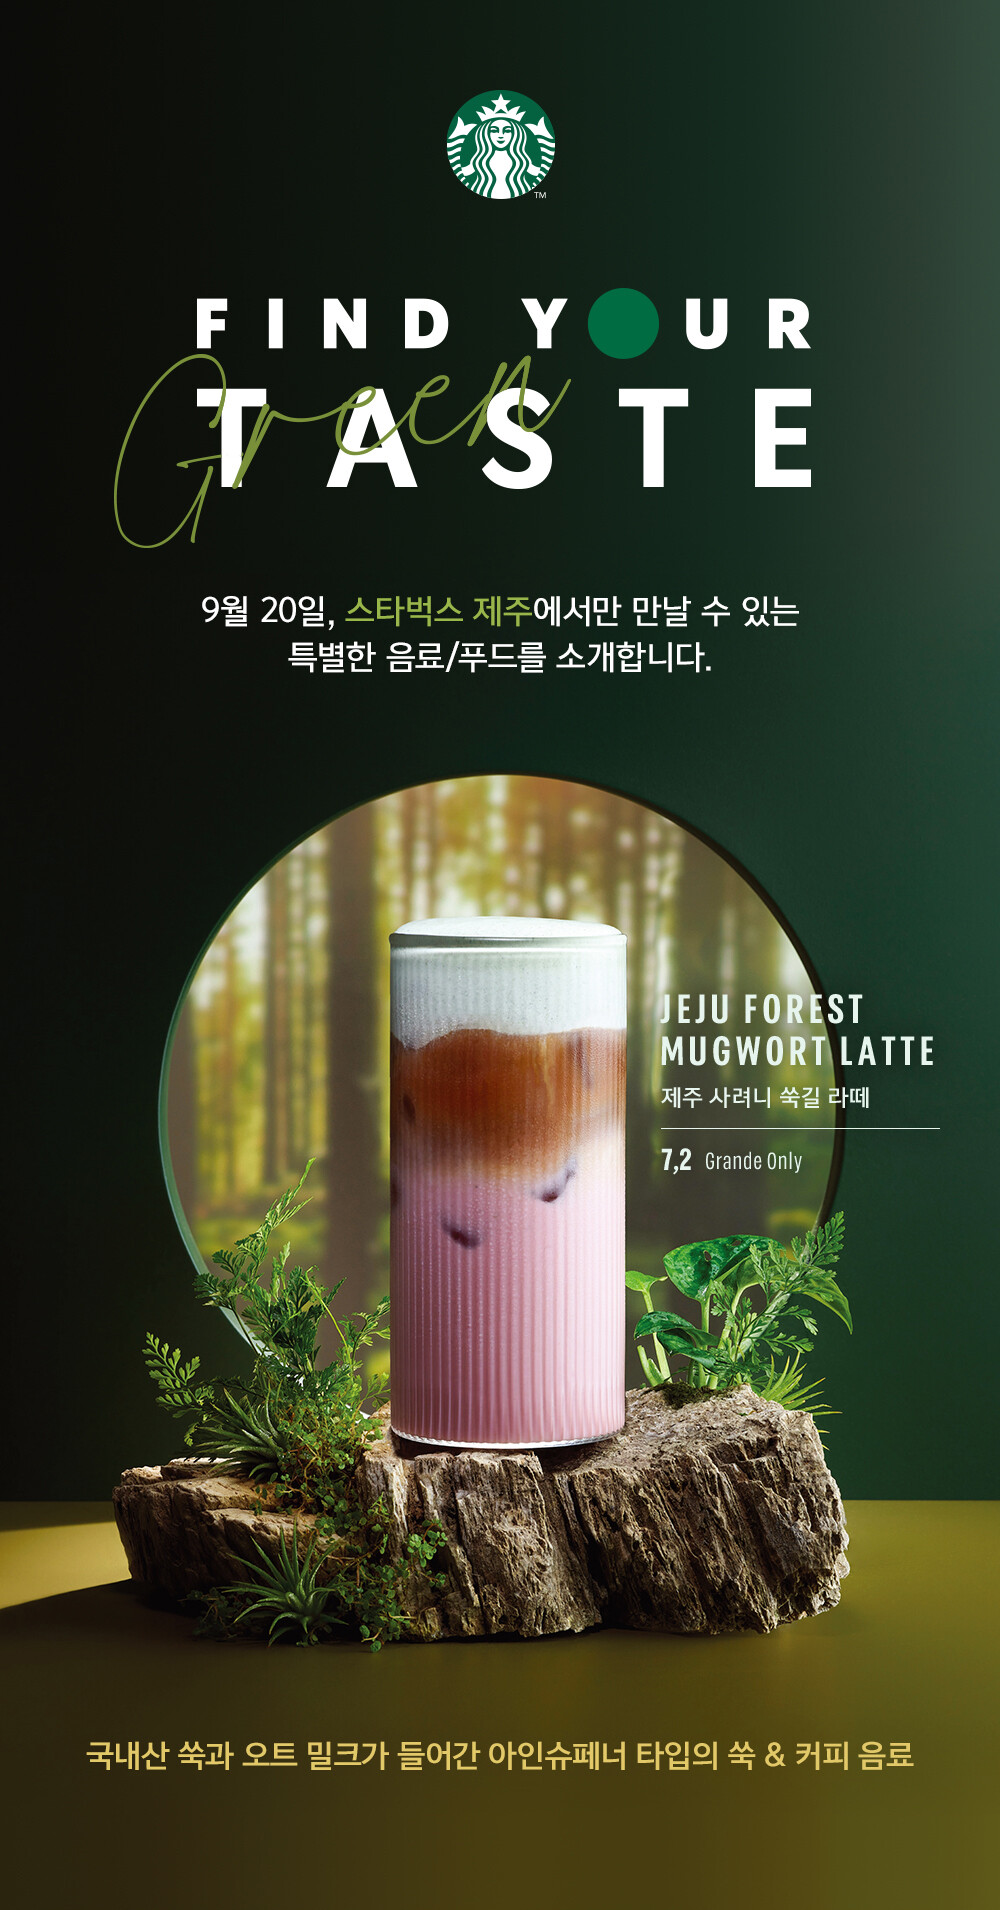 TM
FIND YOUR
Green
TASTE
9월 20일, 스타벅스 제주에서만 만날 수 있는
특별한 음료/푸드를 소개합니다.
JEJU FOREST
MUGWORT LATTE
제주 사려니 쑥길 라떼
7,2 Grande Only
국내산 쑥과 오트 밀크가 들어간 아인슈페너 타입의 쑥 & 커피 음료